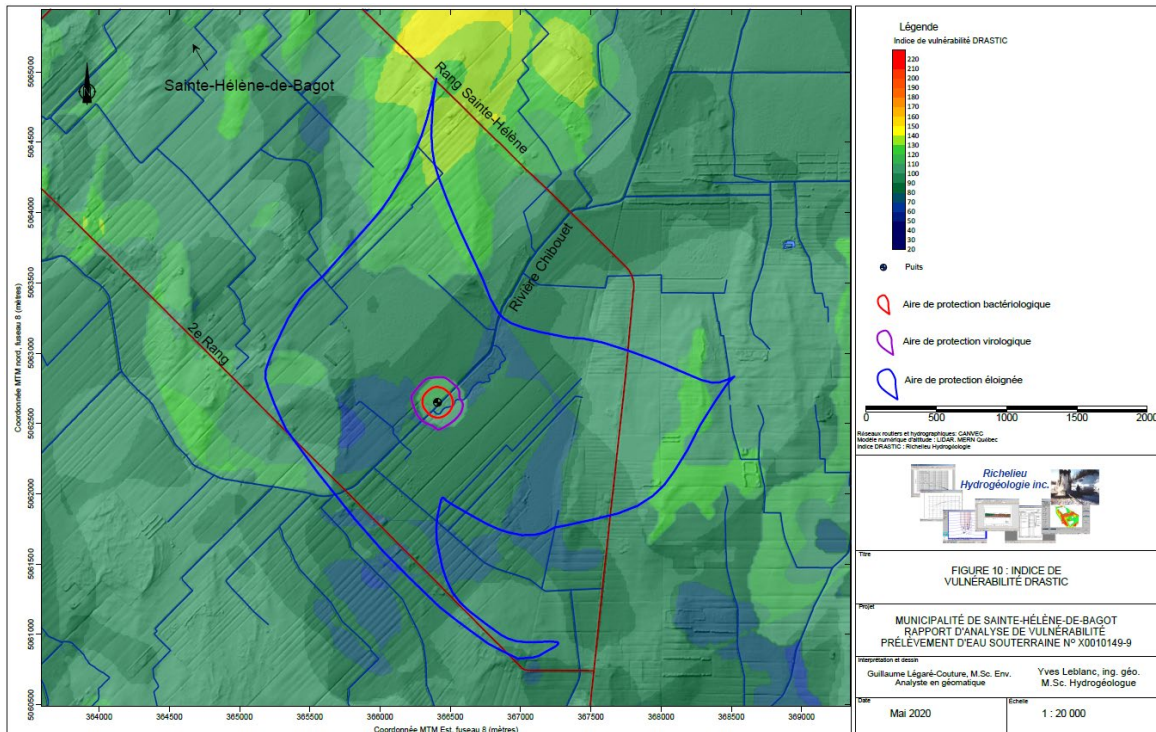 Sainte-Hélène-de-Bagot
Rang Sainte-Hélène
Rivière Chibouet
2e Rang
Coordonnée MTM nord, fuseau 8 (mètres)
5065000
5064500
5064000
5063500
5063000
5062500
5062000
5061500
5061000
5060500
364000
364500
365000
365500
366000
366500
367000
367500
368000
368500
369000
Coordonnée MTM Est, fuseau 8 (mètres)
Légende
Indice de vulnérabilité DRASTIC
220
210
200
190
180
170
160
150
140
130
120
110
100
90
80
70
60
50
40
30
20
Puits
Aire de protection bactériologique
Aire de protection virologique
Aire de protection éloignée
0 500 1000 1500 2000
Réseaux routiers et hydrographiques: CANVEC
Modèle numérique d'altitude : LIDAR, MERN Québec
Indice DRASTIC : Richelieu Hydrogéologie
Richelieu
Hydrogéologie inc.
Titre
FIGURE 10 : INDICE DE
VULNÉRABILITÉ DRASTIC
Projet
MUNICIPALITÉ DE SAINTE-HÉLÈNE-DE-BAGOT
RAPPORT D'ANALYSE DE VULNÉRABILITÉ
PRÉLÈVEMENT D'EAU SOUTERRAINE Nº X0010149-9
Interprétation et dessin
Guillaume Légaré-Couture, M.Sc. Env.
Analyste en géomatique
Yves Leblanc, ing. géo.
M.Sc. Hydrogéologue
Date
Mai 2020
Échelle
1 : 20 000